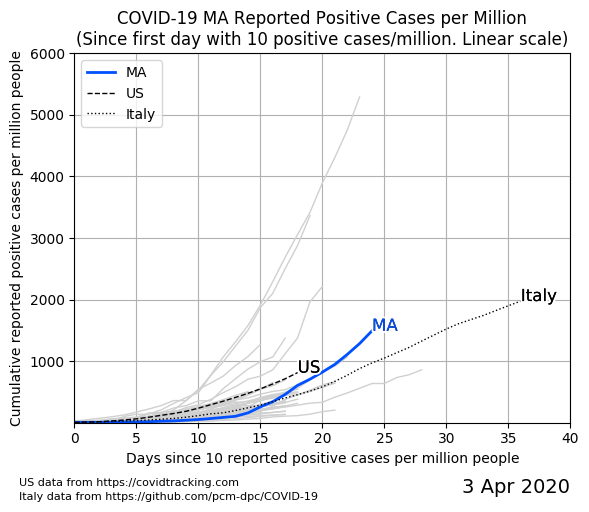 COVID-19 MA Reported Positive Cases per Million
(Since first day with 10 positive cases/million. Linear scale)
Cumulative reported positive cases per million people
6000
5000
4000
3000
2000
1000
MA
US
Italy
Italy
MA
US
0 5 10 15 20 25 30 35 40
Days since 10 reported positive cases per million people
US data from https://covidtracking.com
Italy data from https://github.com/pcm-dpc/COVID-19
3 Apr 2020